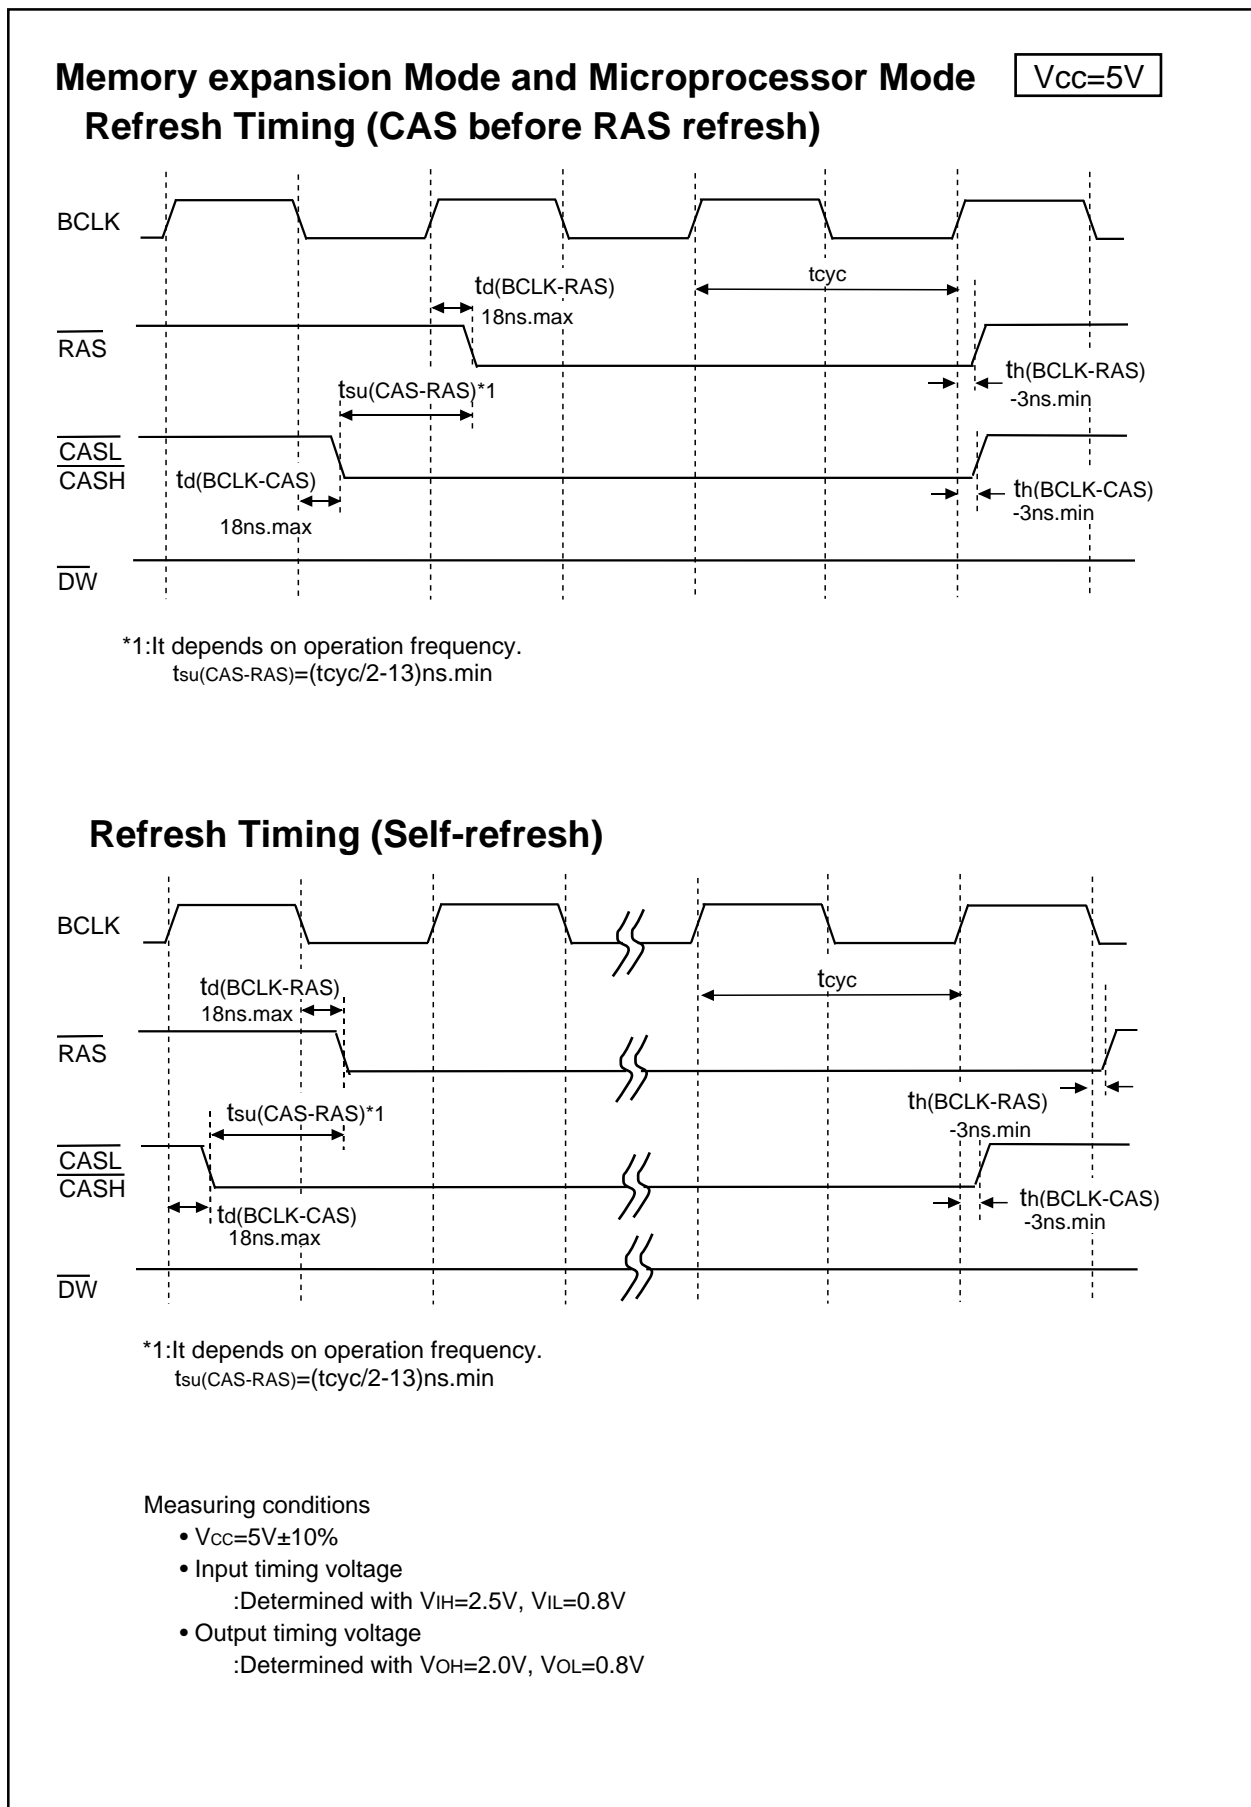 Memory expansion Mode and Microprocessor Mode
Vcc=5V
Refresh Timing (CAS before RAS refresh)
BCLK
tcyc
td(BCLK-RAS)
18ns.max
RAS
th(BCLK-RAS)
-3ns.min
tsu(CAS-RAS)*1
CASL
CASH
td(BCLK-CAS)
18ns.max
th(BCLK-CAS)
-3ns.min
DW
*1:It depends on operation frequency.
tsu(CAS-RAS)=(tcyc/2-13)ns.min
Refresh Timing (Self-refresh)
BCLK
td(BCLK-RAS)
18ns.max
tcyc
RAS
th(BCLK-RAS)
-3ns.min
tsu(CAS-RAS)*1
CASL
CASH
td(BCLK-CAS)
18ns.max
th(BCLK-CAS)
-3ns.min
DW
*1:It depends on operation frequency.
tsu(CAS-RAS)=(tcyc/2-13)ns.min
Measuring conditions
• VCC=5V±10%
• Input timing voltage
:Determined with VIH=2.5V, VIL=0.8V
• Output timing voltage
:Determined with VOH=2.0V, VOL=0.8V